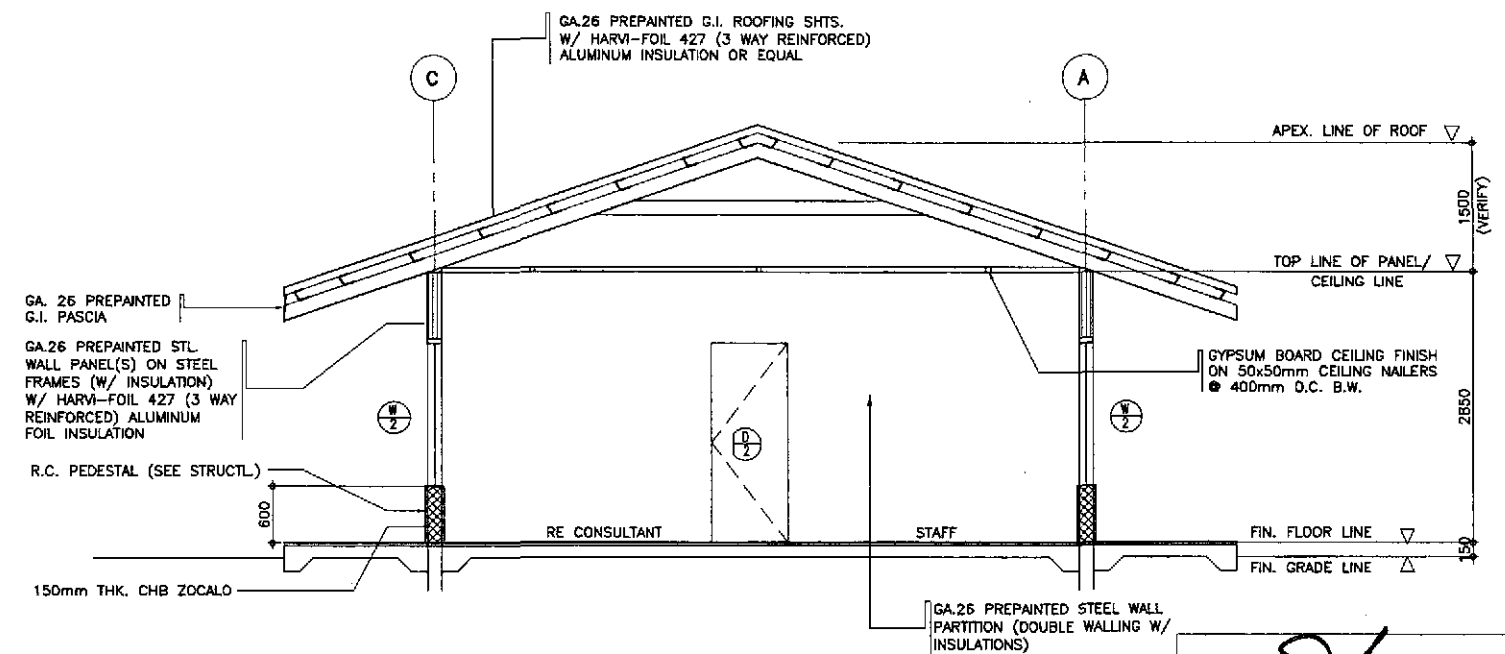 GA.26 PREPAINTED G.I. ROOFING SHTS.
W/ HARVI-FOIL 427 (3 WAY REINFORCED)
ALUMINUM INSULATION OR EQUAL
C
A
APEX. LINE OF ROOF
1500
(VERIFY)
TOP LINE OF PANEL/
CEILING LINE
GA. 26 PREPAINTED
G.I. PASCIA
GA.26 PREPAINTED STL.
WALL PANEL(S) ON STEEL
FRAMES (W/ INSULATION)
W/ HARVI-FOIL 427 (3 WAY
REINFORCED) ALUMINUM
FOIL INSULATION
GYPSUM BOARD CEILING FINISH
ON 50x50mm CEILING NAILERS
@ 400mm O.C. B.W.
W
2
D
2
W
2
2850
R.C. PEDESTAL (SEE STRUCTL.)
600
RE CONSULTANT
STAFF
FIN. FLOOR LINE
150
FIN. GRADE LINE
150mm THK. CHB ZOCALO
GA.26 PREPAINTED STEEL WALL
PARTITION (DOUBLE WALLING W/
INSULATIONS)